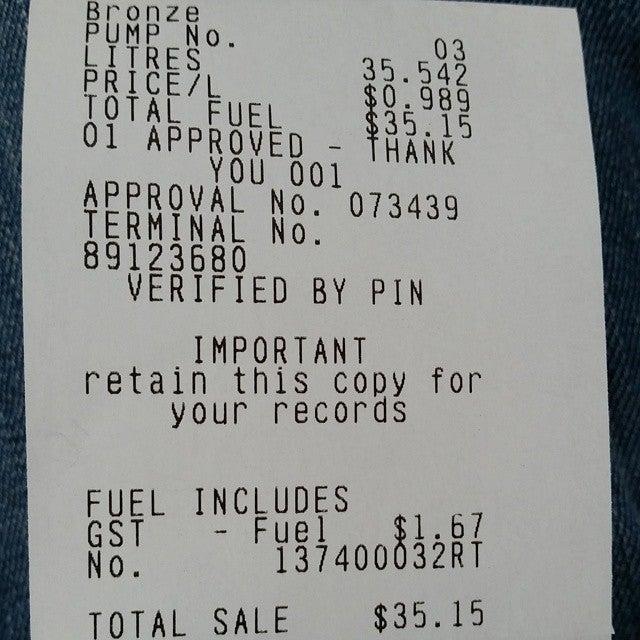 Bronze
PUMP No. 03
LITRES 35.542
PRICE/L $0.989
TOTAL FUEL $35.15
01 APPROVED - THANK
YOU 001
APPROVAL No. 073439
TERMINAL No.
89123680
VERIFIED BY PIN
IMPORTANT
retain this copy for
your records
FUEL INCLUDES
GST - Fuel $1.67
No. 137400032RT
TOTAL SALE $35.15